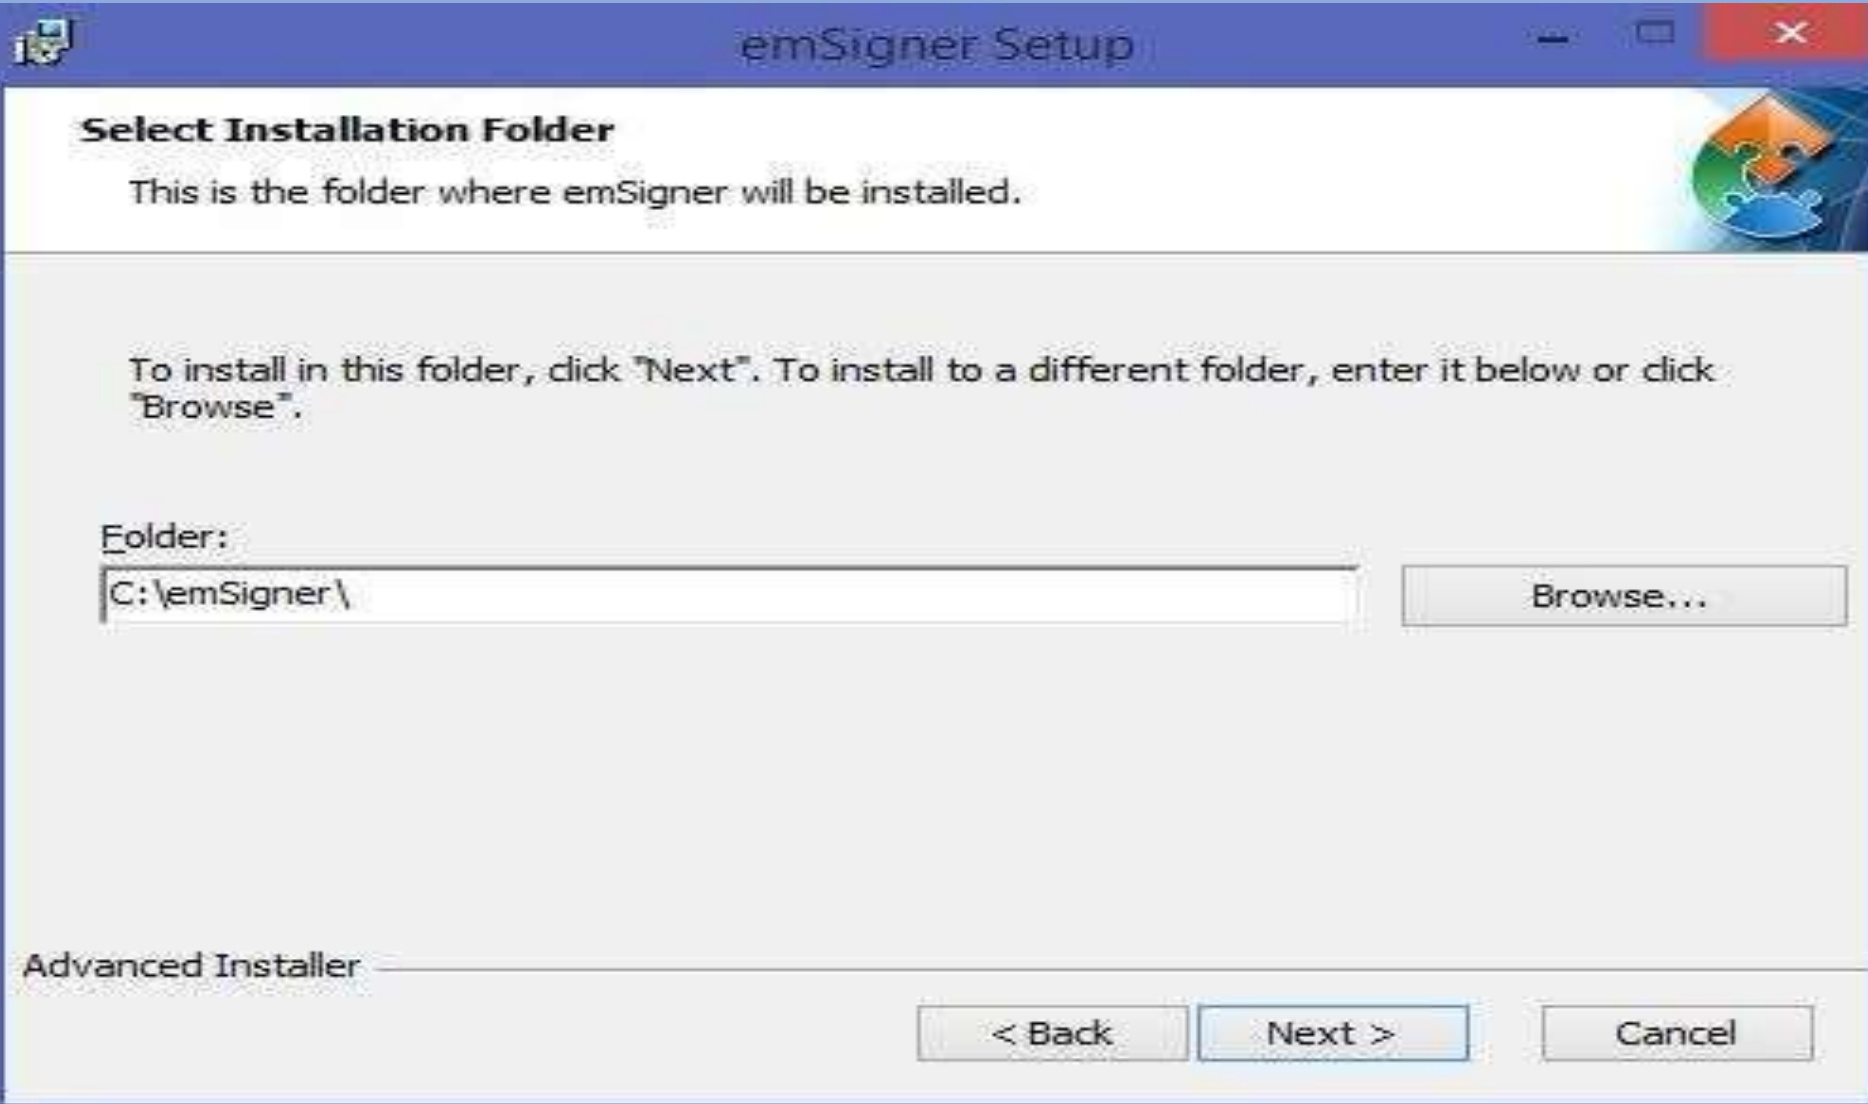 emSigner Setup
Select Installation Folder
This is the folder where emSigner will be installed.
To install in this folder, click "Next". To install to a different folder, enter it below or click
"Browse".
Folder:
C:\emSigner\
Browse...
Advanced Installer
< Back
Next >
Cancel